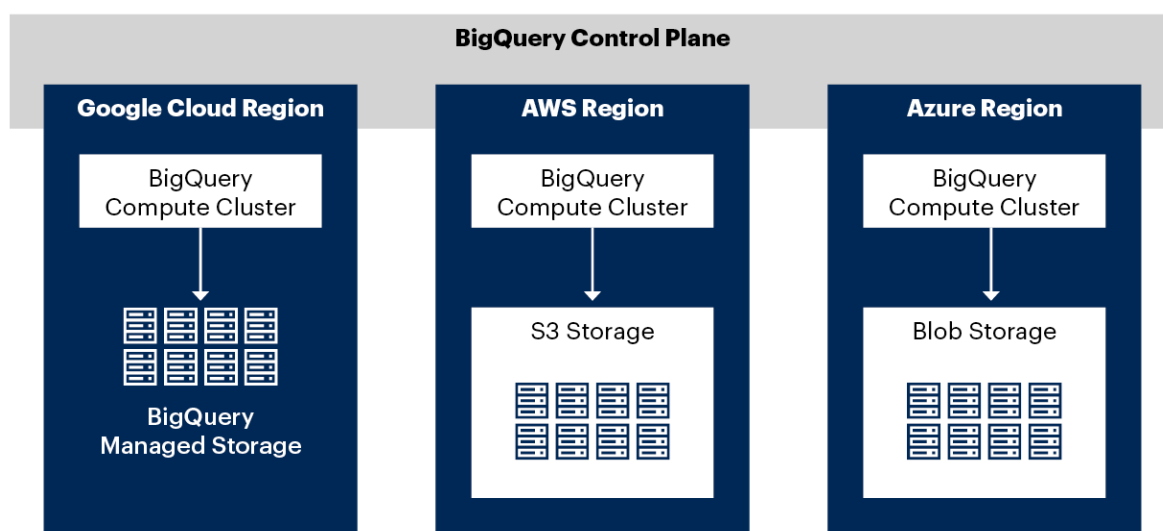 BigQuery Control Plane
Google Cloud Region
BigQuery
Compute Cluster
BigQuery
Managed Storage
AWS Region
BigQuery
Compute Cluster
S3 Storage
Azure Region
BigQuery
Compute Cluster
Blob Storage